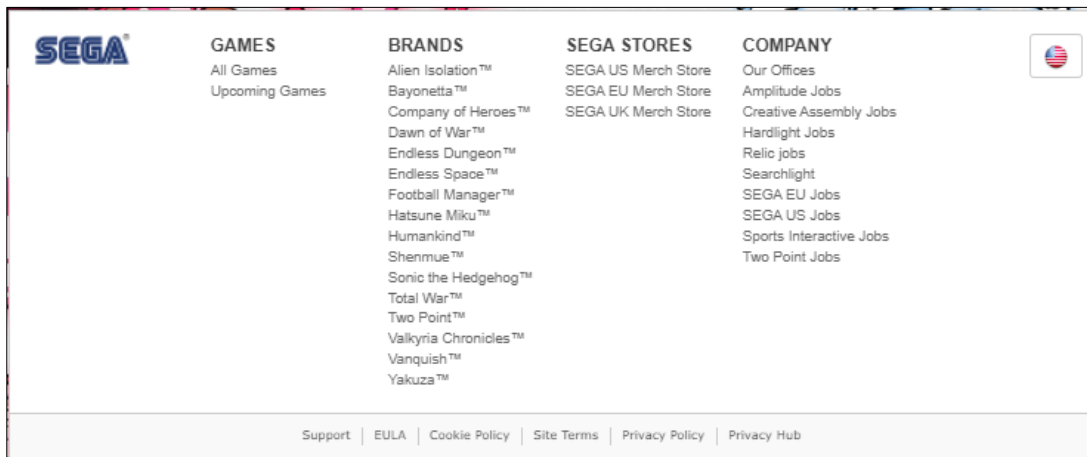 SEGA®
GAMES
All Games
Upcoming Games
BRANDS
Alien Isolation™
Bayonetta™
Company of Heroes™
Dawn of War™
Endless Dungeon™
Endless Space™
Football Manager™
Hatsune Miku™
Humankind™
Shenmue™
Sonic the Hedgehog™
Total War™
Two Point™
Valkyria Chronicles™
Vanquish™
Yakuza™
SEGA STORES
SEGA US Merch Store
SEGA EU Merch Store
SEGA UK Merch Store
COMPANY
Our Offices
Amplitude Jobs
Creative Assembly Jobs
Hardlight Jobs
Relic jobs
Searchlight
SEGA EU Jobs
SEGA US Jobs
Sports Interactive Jobs
Two Point Jobs
Support | EULA | Cookie Policy | Site Terms | Privacy Policy | Privacy Hub